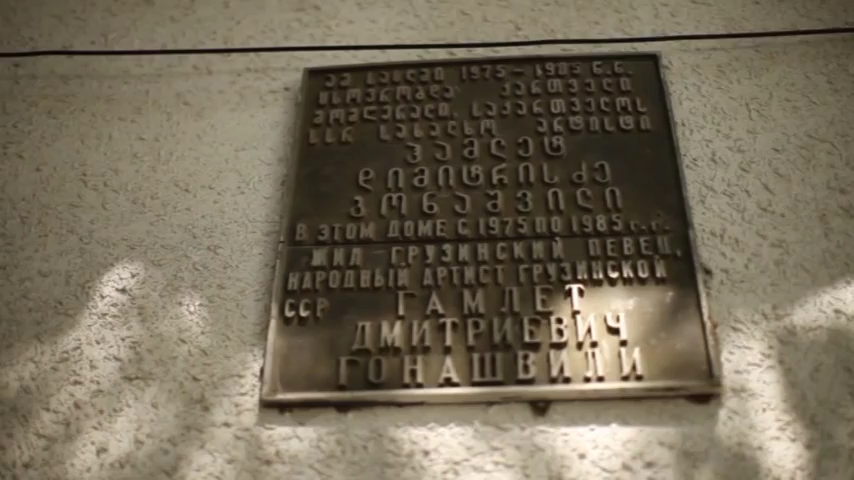 ამ სახლში 1975-1985 წ.წ.
ცხოვრობდა ქართველი
მომღერალი, საქართველოს
სსრ სახალხო არტისტი
ჰამლეტ
დიმიტრის ძე
გონაშვილი
В ЭТОМ ДОМЕ С 1975 ПО 1985 г.г.
ЖИЛ ГРУЗИНСКИЙ ПЕВЕЦ,
НАРОДНЫЙ АРТИСТ ГРУЗИНСКОЙ
ССР ГАМЛЕТ
ДМИТРИЕВИЧ
ГОНАШВИЛИ